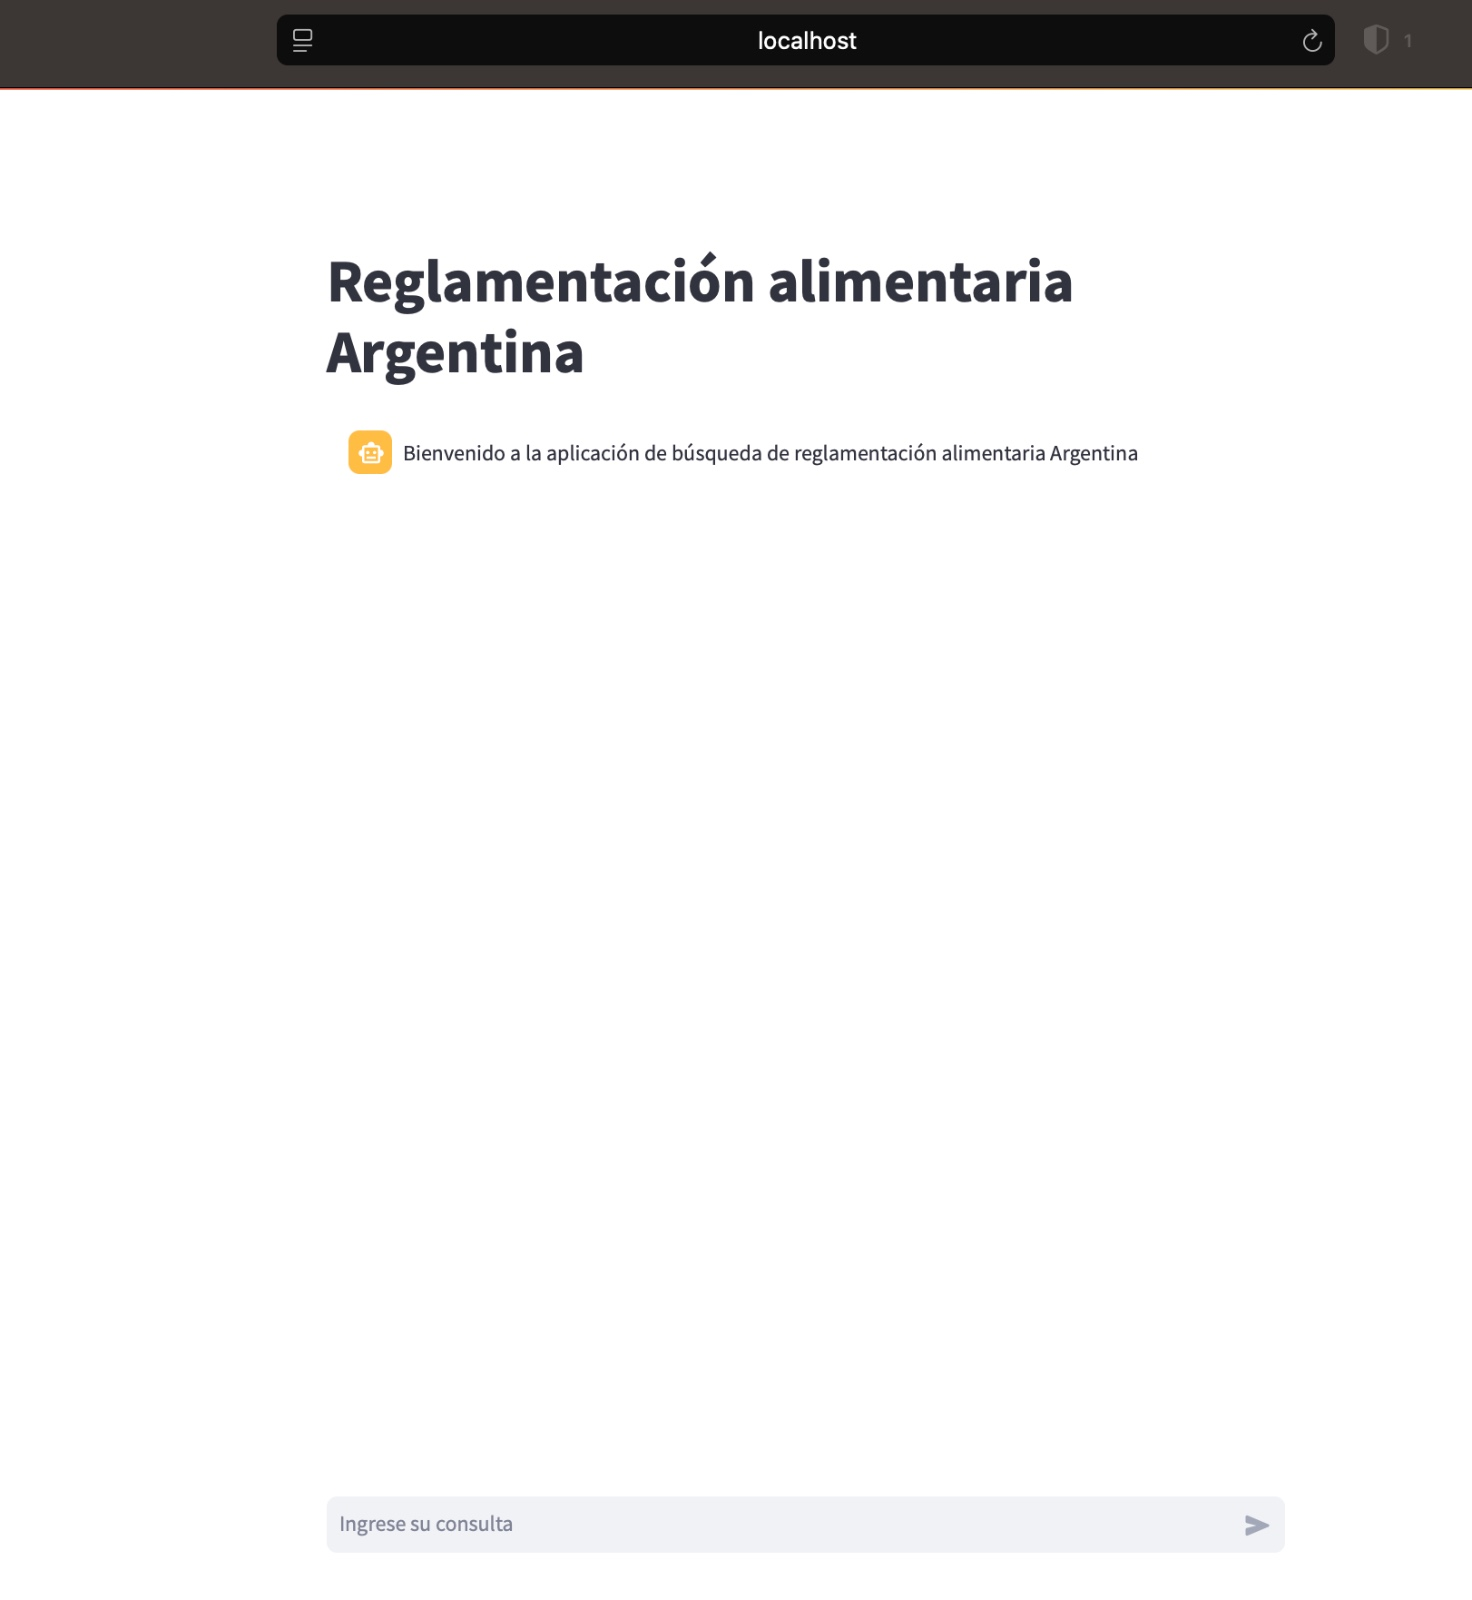 localhost
1
Reglamentación alimentaria
Argentina
Bienvenido a la aplicación de búsqueda de reglamentación alimentaria Argentina
Ingrese su consulta